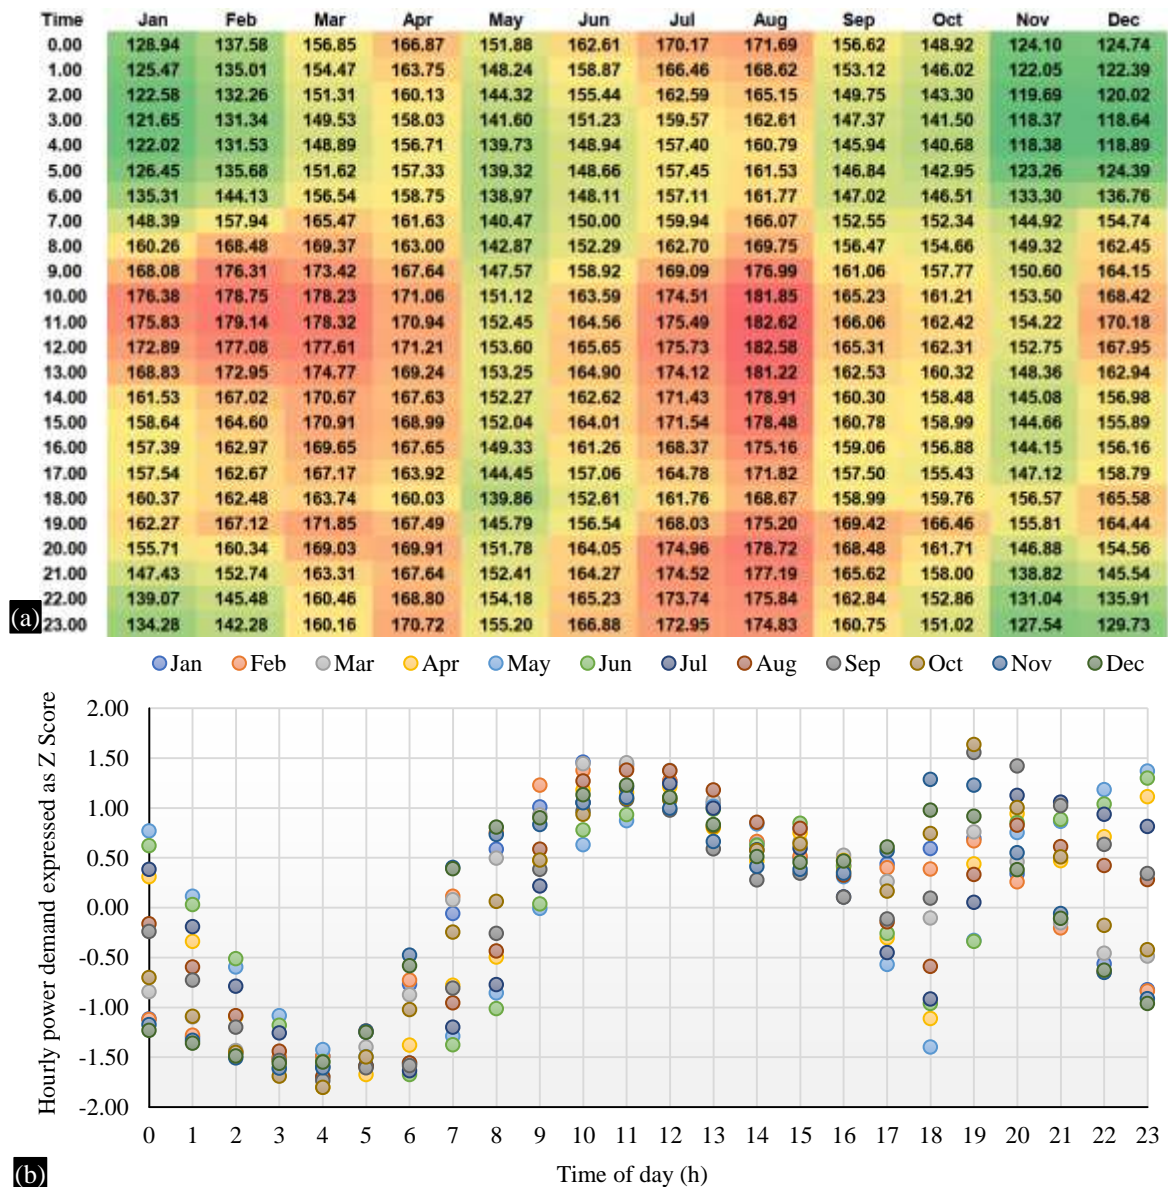 Time Jan Feb Mar Apr May Jun Jul Aug Sep Oct Nov Dec
0.00 128.94 137.58 156.85 166.87 151.88 162.61 170.17 171.69 156.62 148.92 124.10 124.74
1.00 125.47 135.01 154.47 163.75 148.24 158.87 166.46 168.62 153.12 146.02 122.05 122.39
2.00 122.58 132.26 151.31 160.13 144.32 155.44 162.59 165.15 149.75 143.30 119.69 120.02
3.00 121.65 131.34 149.53 158.03 141.60 151.23 159.57 162.61 147.37 141.50 118.37 118.64
4.00 122.02 131.53 148.89 156.71 139.73 148.94 157.40 160.79 145.94 140.68 118.38 118.89
5.00 126.45 135.68 151.62 157.33 139.32 148.66 157.45 161.53 146.84 142.95 123.26 124.39
6.00 135.31 144.13 156.54 158.75 138.97 148.11 157.11 161.77 147.02 146.51 133.30 136.76
7.00 148.39 157.94 165.47 161.63 140.47 150.00 159.94 166.07 152.55 152.34 144.92 154.74
8.00 160.26 168.48 169.37 163.00 142.87 152.29 162.70 169.75 156.47 154.66 149.32 162.45
9.00 168.08 176.31 173.42 167.64 147.57 158.92 169.09 176.99 161.06 157.77 150.60 164.15
10.00 176.38 178.75 178.23 171.06 151.12 163.59 174.51 181.85 165.23 161.21 153.50 168.42
11.00 175.83 179.14 178.32 170.94 152.45 164.56 175.49 182.62 166.06 162.42 154.22 170.18
12.00 172.89 177.08 177.61 171.21 153.60 165.65 175.73 182.58 165.31 162.31 152.75 167.95
13.00 168.83 172.95 174.77 169.24 153.25 164.90 174.12 181.22 162.53 160.32 148.36 162.94
14.00 161.53 167.02 170.67 167.63 152.27 162.62 171.43 178.91 160.30 158.48 145.08 156.98
15.00 158.64 164.60 170.91 168.99 152.04 164.01 171.54 178.48 160.78 158.99 144.66 155.89
16.00 157.39 162.97 169.65 167.65 149.33 161.26 168.37 175.16 159.06 156.88 144.15 156.16
17.00 157.54 162.67 167.17 163.92 144.45 157.06 164.78 171.82 157.50 155.43 147.12 158.79
18.00 160.37 162.48 163.74 160.03 139.86 152.61 161.76 168.67 158.99 159.76 156.57 165.58
19.00 162.27 167.12 171.85 167.49 145.79 156.54 168.03 175.20 169.42 166.46 155.81 164.44
20.00 155.71 160.34 169.03 169.91 151.78 164.05 174.96 178.72 168.48 161.71 146.88 154.56
21.00 147.43 152.74 163.31 167.64 152.41 164.27 174.52 177.19 165.62 158.00 138.82 145.54
22.00 139.07 145.48 160.46 168.80 154.18 165.23 173.74 175.84 162.84 152.86 131.04 135.91
(a) 23.00 134.28 142.28 160.16 170.72 155.20 166.88 172.95 174.83 160.75 151.02 127.54 129.73
Jan Feb Mar Apr May Jun Jul Aug Sep Oct Nov Dec
Hourly power demand expressed as Z Score
2.00
1.50
1.00
0.50
0.00
-0.50
-1.00
-1.50
-2.00
0 1 2 3 4 5 6 7 8 9 10 11 12 13 14 15 16 17 18 19 20 21 22 23
Time of day (h)
(b)